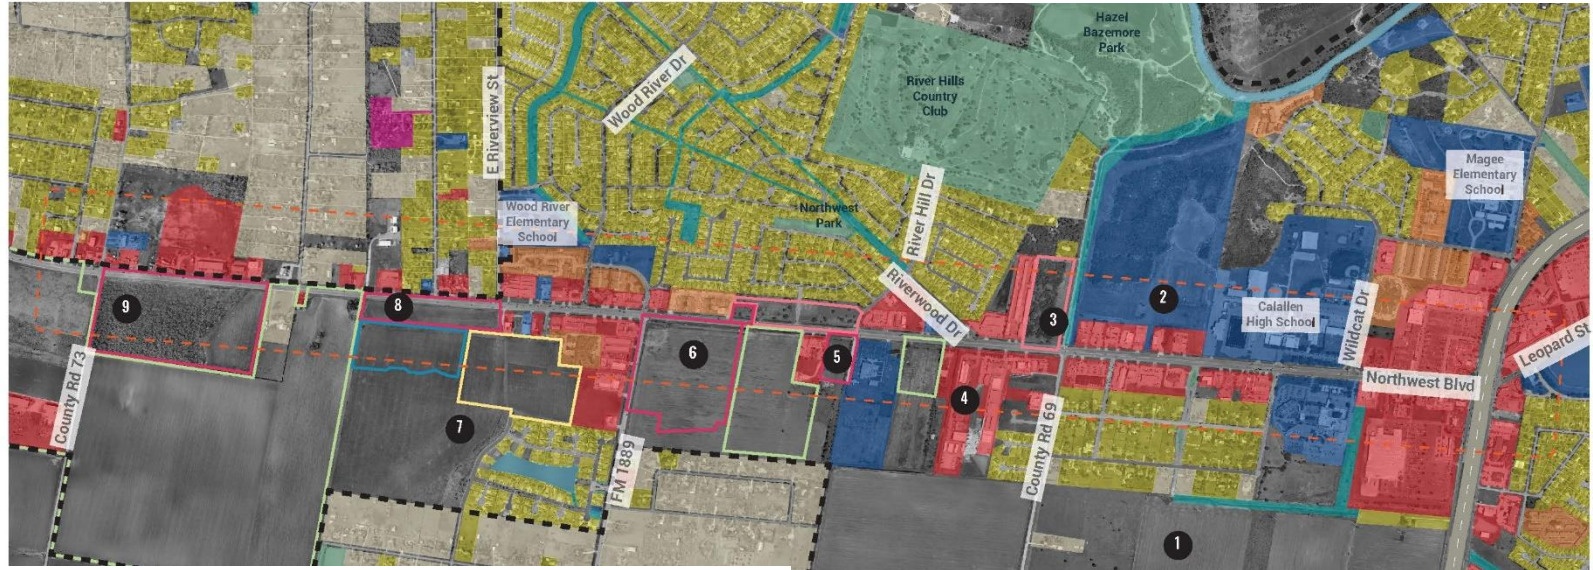 Hazel
Bazemore
Park
River Hills
Country
Club
Wood River Dr
E Riverview St
Magee
Elementary
School
Wood River
Elementary
School
Northwest
Park
River Hill Dr
Riverwood Dr
9
8
2
3
Calallen
High School
Wildcat Dr
Leopard St
6
5
Northwest Blvd
County Rd 73
4
7
FM 1889
County Rd 69
1